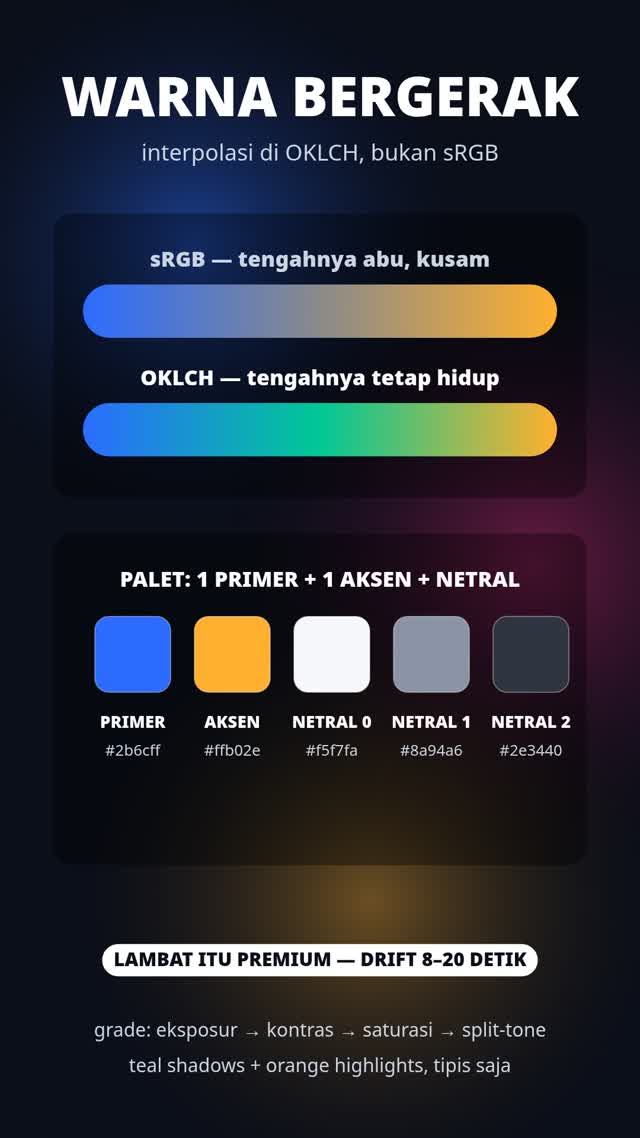 WARNA BERGERAK
interpolasi di OKLCH, bukan sRGB
sRGB — tengahnya abu, kusam
OKLCH — tengahnya tetap hidup
PALET: 1 PRIMER + 1 AKSEN + NETRAL
PRIMER AKSEN NETRAL 0 NETRAL 1 NETRAL 2
#2b6cff #ffb02e #f5f7fa #8a94a6 #2e3440
LAMBAT ITU PREMIUM — DRIFT 8–20 DETIK
grade: eksposur → kontras → saturasi → split-tone
teal shadows + orange highlights, tipis saja